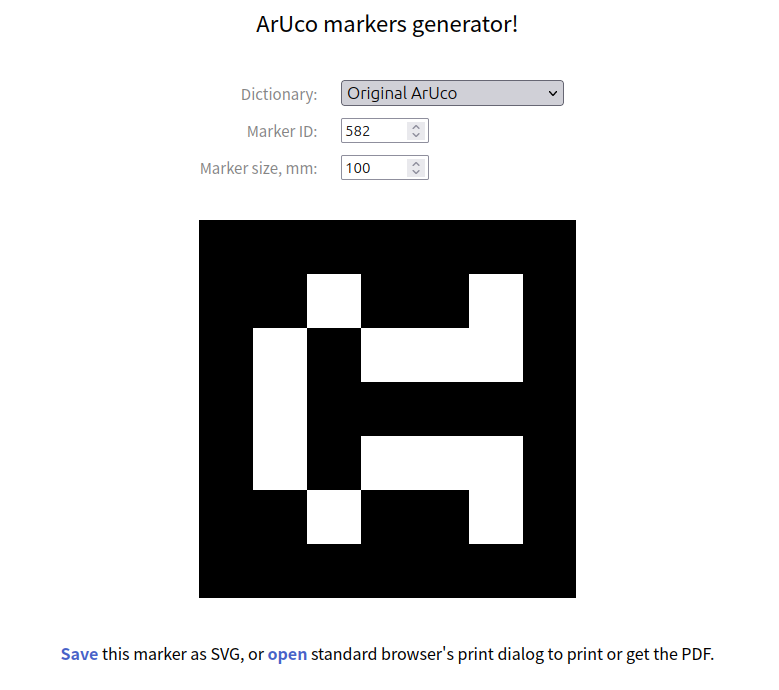 ArUco markers generator!
Dictionary: Original ArUco
Marker ID: 582
Marker size, mm: 100
Save this marker as SVG, or open standard browser's print dialog to print or get the PDF.